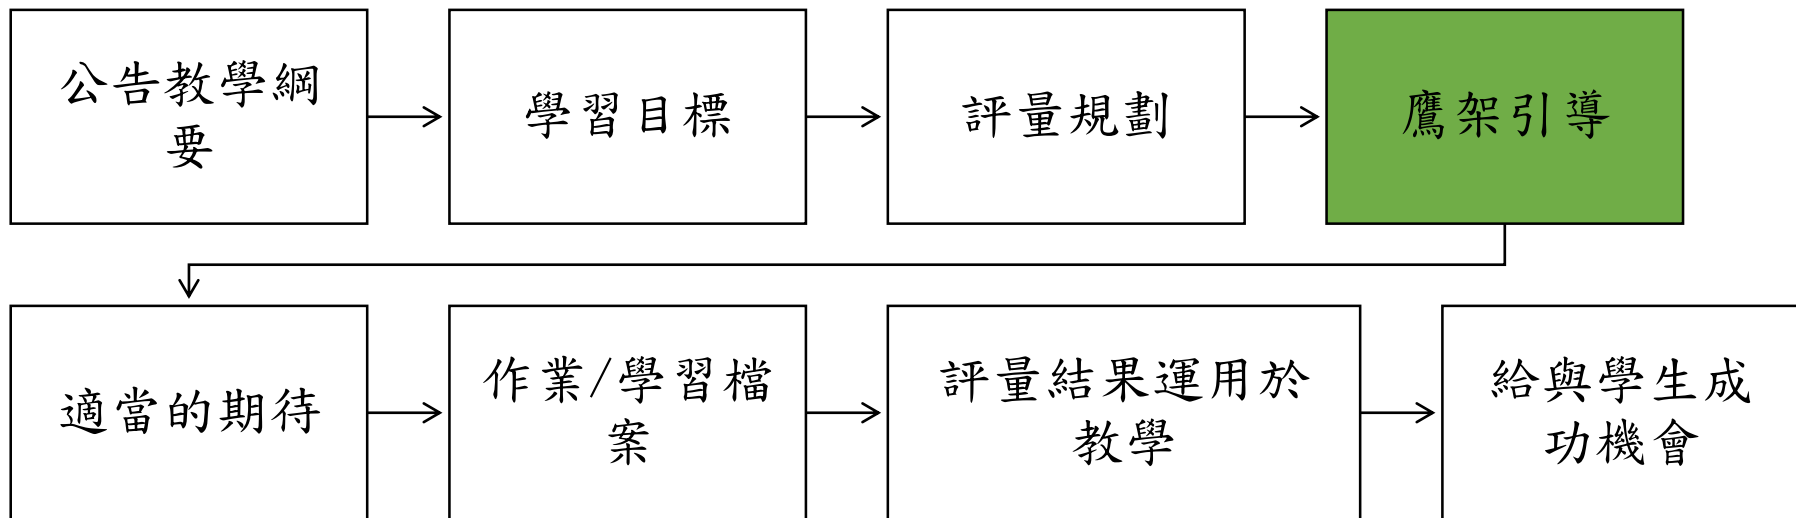 公告教學綱
要
學習目標
評量規劃
鷹架引導
適當的期待
作業/學習檔
案
評量結果運用於
教學
給與學生成
功機會